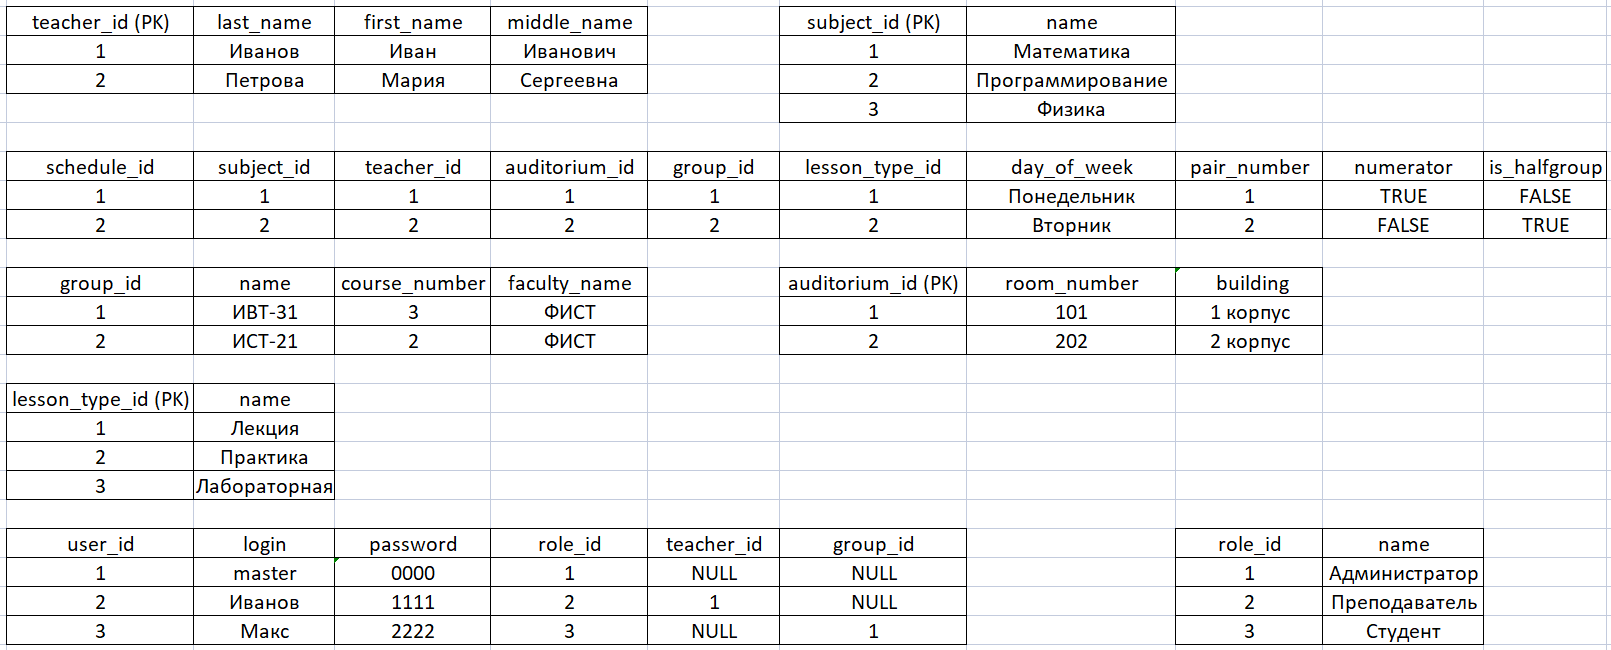 teacher_id (PK) last_name first_name middle_name subject_id (PK) name
1 Иванов Иван Иванович 1 Математика
2 Петрова Мария Сергеевна 2 Программирование
3 Физика
schedule_id subject_id teacher_id auditorium_id group_id lesson_type_id day_of_week pair_number numerator is_halfgroup
1 1 1 1 1 1 Понедельник 1 TRUE FALSE
2 2 2 2 2 2 Вторник 2 FALSE TRUE
group_id name course_number faculty_name auditorium_id (PK) room_number building
1 ИВТ-31 3 ФИСТ 1 101 1 корпус
2 ИСТ-21 2 ФИСТ 2 202 2 корпус
lesson_type_id (PK) name
1 Лекция
2 Практика
3 Лабораторная
user_id login password role_id teacher_id group_id role_id name
1 master 0000 1 NULL NULL 1 Администратор
2 Иванов 1111 2 1 NULL 2 Преподаватель
3 Макс 2222 3 NULL 1 3 Студент